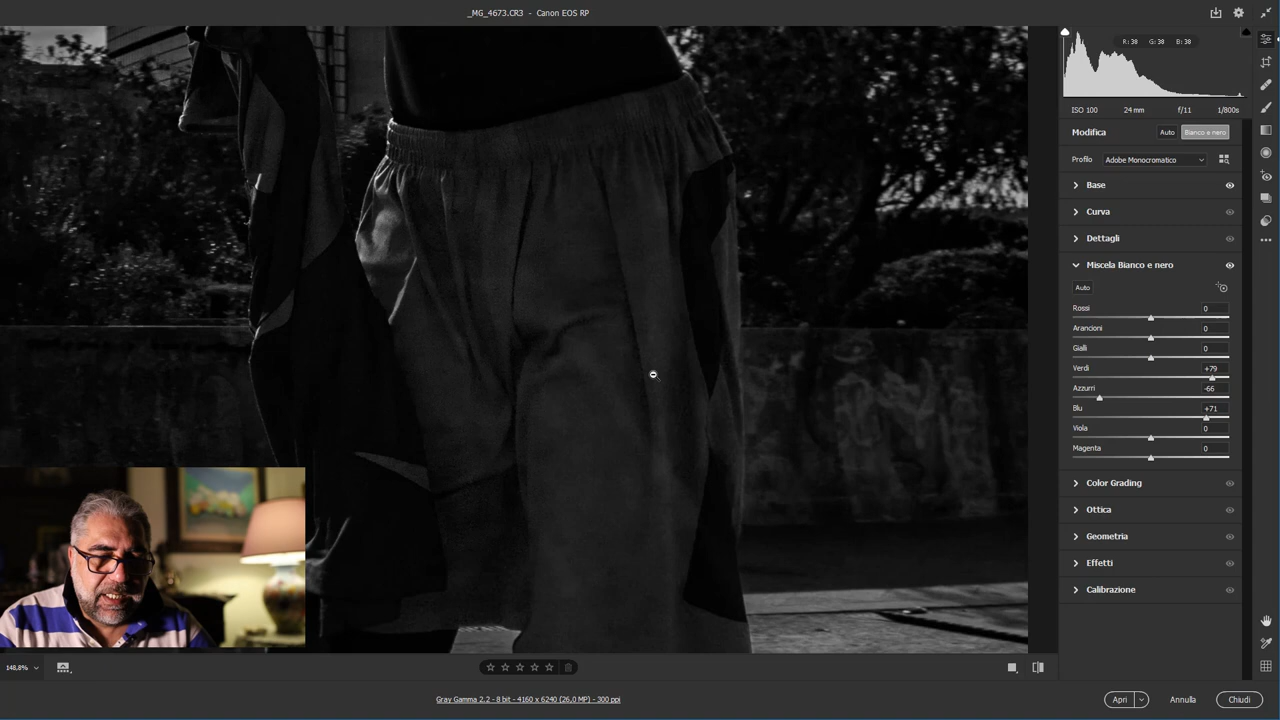 _MG_4673.CR3 - Canon EOS RP
R: 38 G: 38 B: 38
ISO 100 24 mm f/11 1/800s
Modifica Auto Bianco e nero
Profilo Adobe Monocromatico
Base
Curva
Dettagli
Miscela Bianco e nero
Auto
Rossi 0
Arancioni 0
Gialli 0
Verdi +79
Azzurri -66
Blu +71
Viola 0
Magenta 0
Color Grading
Ottica
Geometria
Effetti
Calibrazione
148,8%
Gray Gamma 2.2 - 8 bit - 4160 x 6240 (26,0 MP) - 300 ppi
Apri Annulla Chiudi